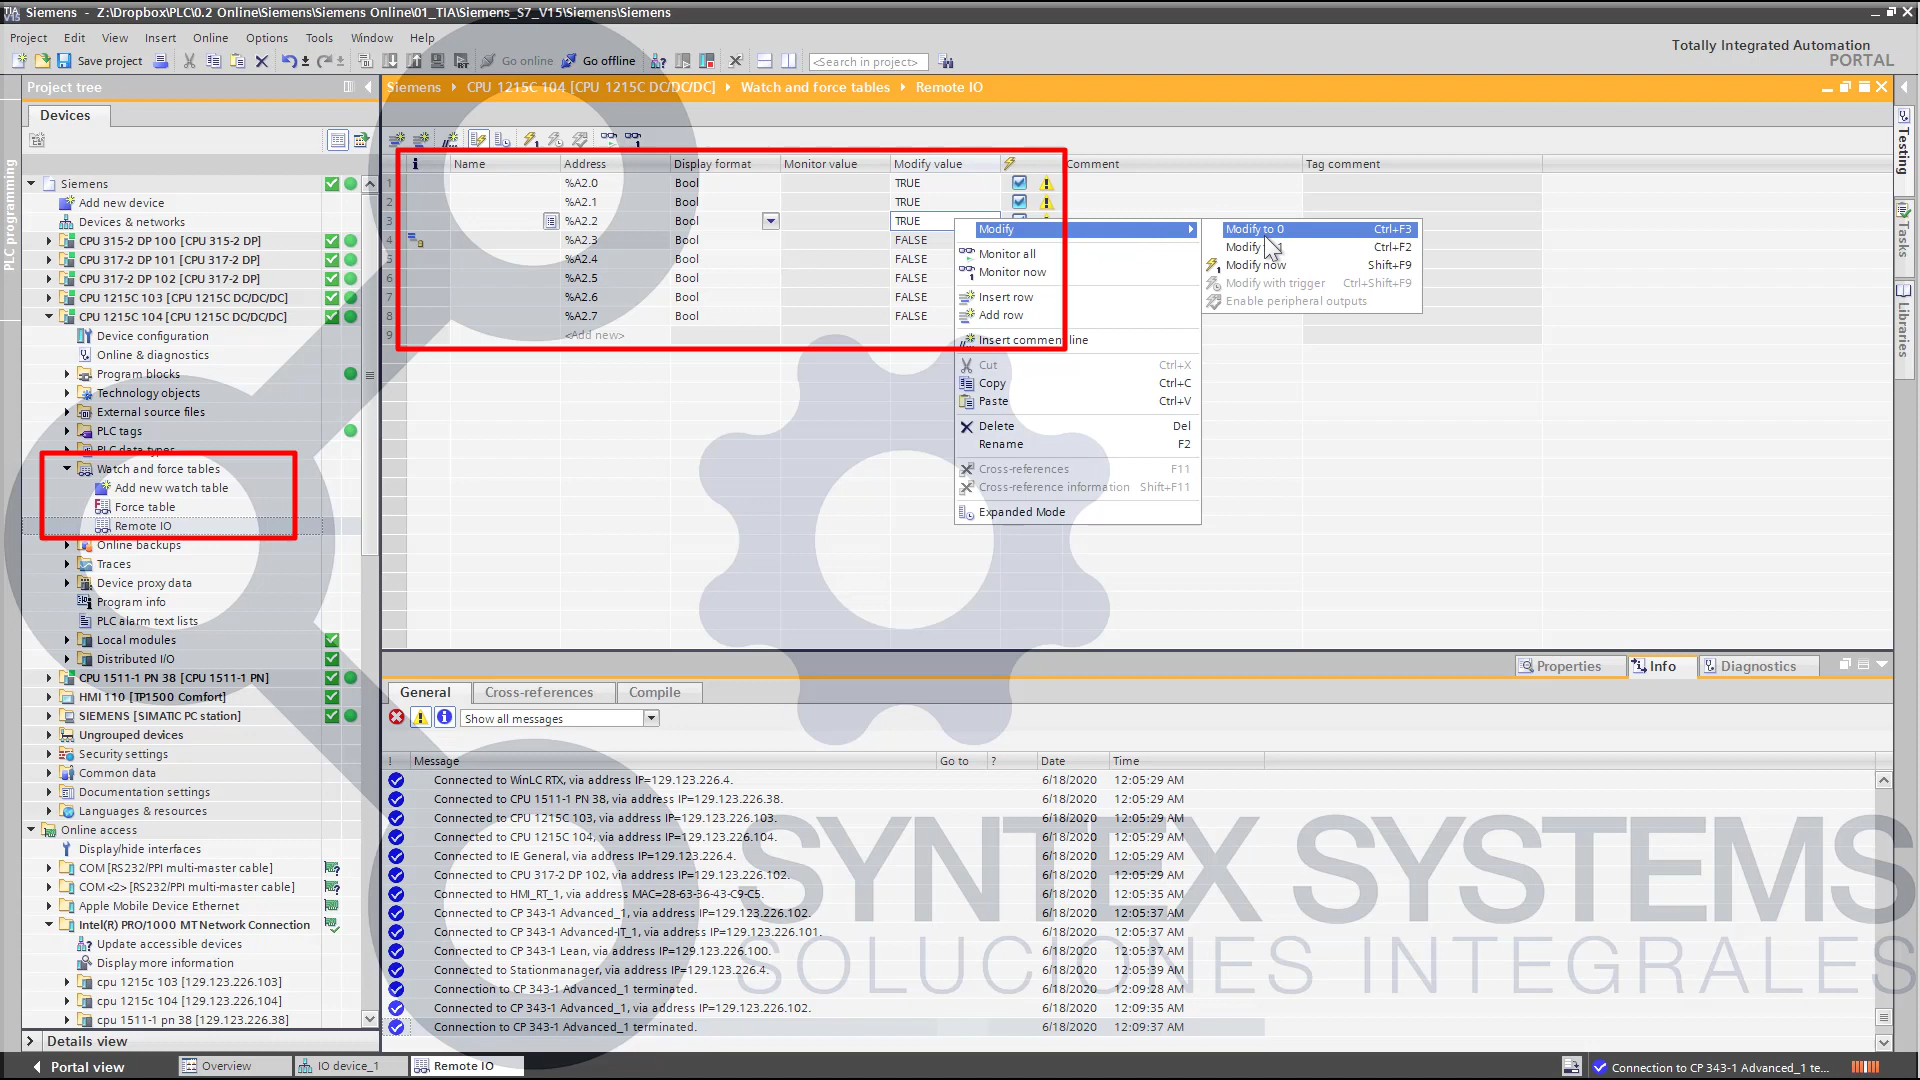 Siemens - Z:\Dropbox\PLC\0.2 Online\Siemens\Siemens Online\01_TIA\Siemens_S7_V15\Siemens\Siemens
Project Edit View Insert Online Options Tools Window Help
Totally Integrated Automation
PORTAL
Save project
Go online
Go offline
<Search in project>
Project tree
Siemens CPU 1215C 104 [CPU 1215C DC/DC/DC] Watch and force tables Remote IO
Devices
PLC programming
Siemens
Add new device
Devices & networks
CPU 315-2 DP 100 [CPU 315-2 DP]
CPU 317-2 DP 101 [CPU 317-2 DP]
CPU 317-2 DP 102 [CPU 317-2 DP]
CPU 1215C 103 [CPU 1215C DC/DC/DC]
CPU 1215C 104 [CPU 1215C DC/DC/DC]
Device configuration
Online & diagnostics
Program blocks
Technology objects
External source files
PLC tags
PLC data types
Watch and force tables
Add new watch table
Force table
Remote IO
Online backups
Traces
Device proxy data
Program info
PLC alarm text lists
Local modules
Distributed I/O
CPU 1511-1 PN 38 [CPU 1511-1 PN]
HMI 110 [TP1500 Comfort]
SIEMENS [SIMATIC PC station]
Ungrouped devices
Security settings
Common data
Documentation settings
Languages & resources
Online access
Display/hide interfaces
COM [RS232/PPI multi-master cable]
COM <2> [RS232/PPI multi-master cable]
Apple Mobile Device Ethernet
Intel(R) PRO/1000 MT Network Connection
Update accessible devices
Display more information
cpu 1215c 103 [129.123.226.103]
cpu 1215c 104 [129.123.226.104]
cpu 1511-1 pn 38 [129.123.226.38]
Details view
i Name Address Display format Monitor value Modify value Comment Tag comment
1 %A2.0 Bool TRUE
2 %A2.1 Bool TRUE
3 %A2.2 Bool TRUE
4 %A2.3 Bool FALSE
5 %A2.4 Bool FALSE
6 %A2.5 Bool FALSE
7 %A2.6 Bool FALSE
8 %A2.7 Bool FALSE
9 <Add new>
Modify
Monitor all
Monitor now
Insert row
Add row
Insert comment line
Cut Ctrl+X
Copy Ctrl+C
Paste Ctrl+V
Delete Del
Rename F2
Cross-references F11
Cross-reference information Shift+F11
Expanded Mode
Modify to 0 Ctrl+F3
Modify 1 Ctrl+F2
Modify now Shift+F9
Modify with trigger Ctrl+Shift+F9
Enable peripheral outputs
Testing
Tasks
Libraries
Properties Info Diagnostics
General Cross-references Compile
Show all messages
! Message Go to ? Date Time
Connected to WinLC RTX, via address IP=129.123.226.4. 6/18/2020 12:05:29 AM
Connected to CPU 1511-1 PN 38, via address IP=129.123.226.38. 6/18/2020 12:05:29 AM
Connected to CPU 1215C 103, via address IP=129.123.226.103. 6/18/2020 12:05:29 AM
Connected to CPU 1215C 104, via address IP=129.123.226.104. 6/18/2020 12:05:29 AM
Connected to IE General, via address IP=129.123.226.4. 6/18/2020 12:05:29 AM
Connected to CPU 317-2 DP 102, via address IP=129.123.226.102. 6/18/2020 12:05:29 AM
Connected to HMI_RT_1, via address MAC=28-63-36-43-C9-C5. 6/18/2020 12:05:35 AM
Connected to CP 343-1 Advanced_1, via address IP=129.123.226.102. 6/18/2020 12:05:37 AM
Connected to CP 343-1 Advanced-IT_1, via address IP=129.123.226.101. 6/18/2020 12:05:37 AM
Connected to CP 343-1 Lean, via address IP=129.123.226.100. 6/18/2020 12:05:37 AM
Connected to Stationmanager, via address IP=129.123.226.4. 6/18/2020 12:05:39 AM
Connection to CP 343-1 Advanced_1 terminated. 6/18/2020 12:09:28 AM
Connected to CP 343-1 Advanced_1, via address IP=129.123.226.102. 6/18/2020 12:09:35 AM
Connection to CP 343-1 Advanced_1 terminated. 6/18/2020 12:09:37 AM
SYNTEX SYSTEMS
SOLUCIONES INTEGRALES
Portal view Overview IO device_1 Remote IO Connection to CP 343-1 Advanced_1 te...